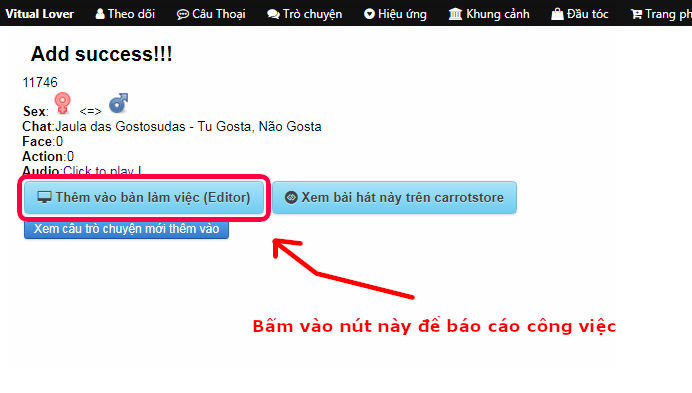 Vitual Lover Theo dõi Câu Thoại Trò chuyện Hiệu ứng Khung cảnh Đầu tóc Trang ph
Add success!!!
11746
Sex: <=>
Chat:Jaula das Gostosudas - Tu Gosta, Não Gosta
Face:0
Action:0
Audio:Click to play !
Thêm vào bàn làm việc (Editor) Xem bài hát này trên carrotstore
Xem câu trò chuyện mới thêm vào
Bấm vào nút này để báo cáo công việc